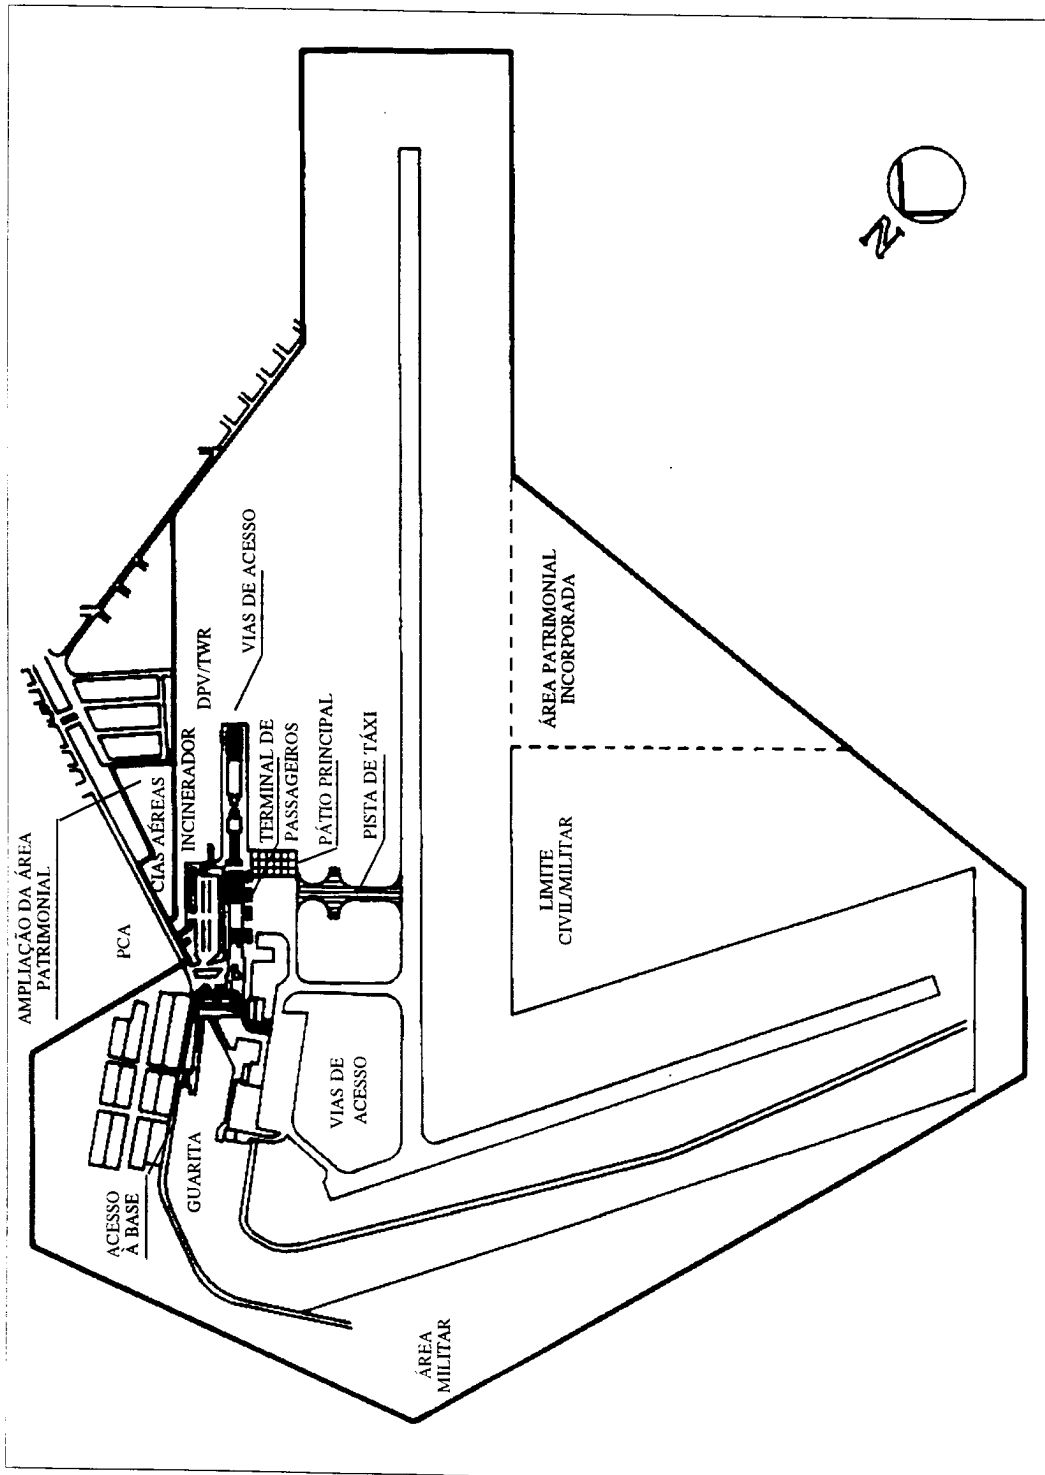 AMPLIAÇÃO DA ÁREA
PATRIMONIAL
PCA
CIAS AÉREAS
INCINERADOR
DPV/TWR
VIAS DE ACESSO
TERMINAL DE
PASSAGEIROS
PÁTIO PRINCIPAL
PISTA DE TÁXI
ACESSO
À BASE
GUARITA
VIAS DE
ACESSO
ÁREA
MILITAR
LIMITE
CIVIL/MILITAR
ÁREA PATRIMONIAL
INCORPORADA
N